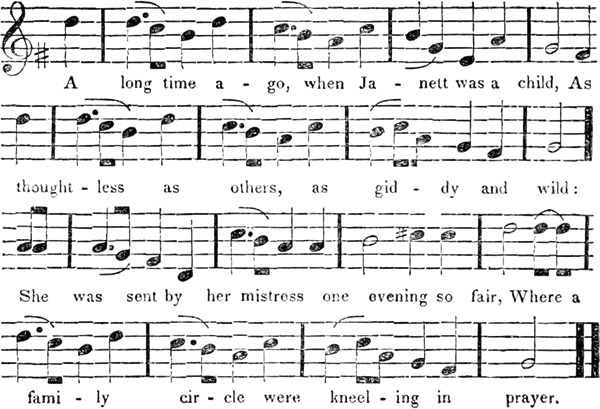 A long time a - go, when Ja - nett was a child, As
thought - less as others, as gid - dy and wild:
She was sent by her mistress one evening so fair, Where a
fami - ly cir - cle were kneel - ing in prayer.